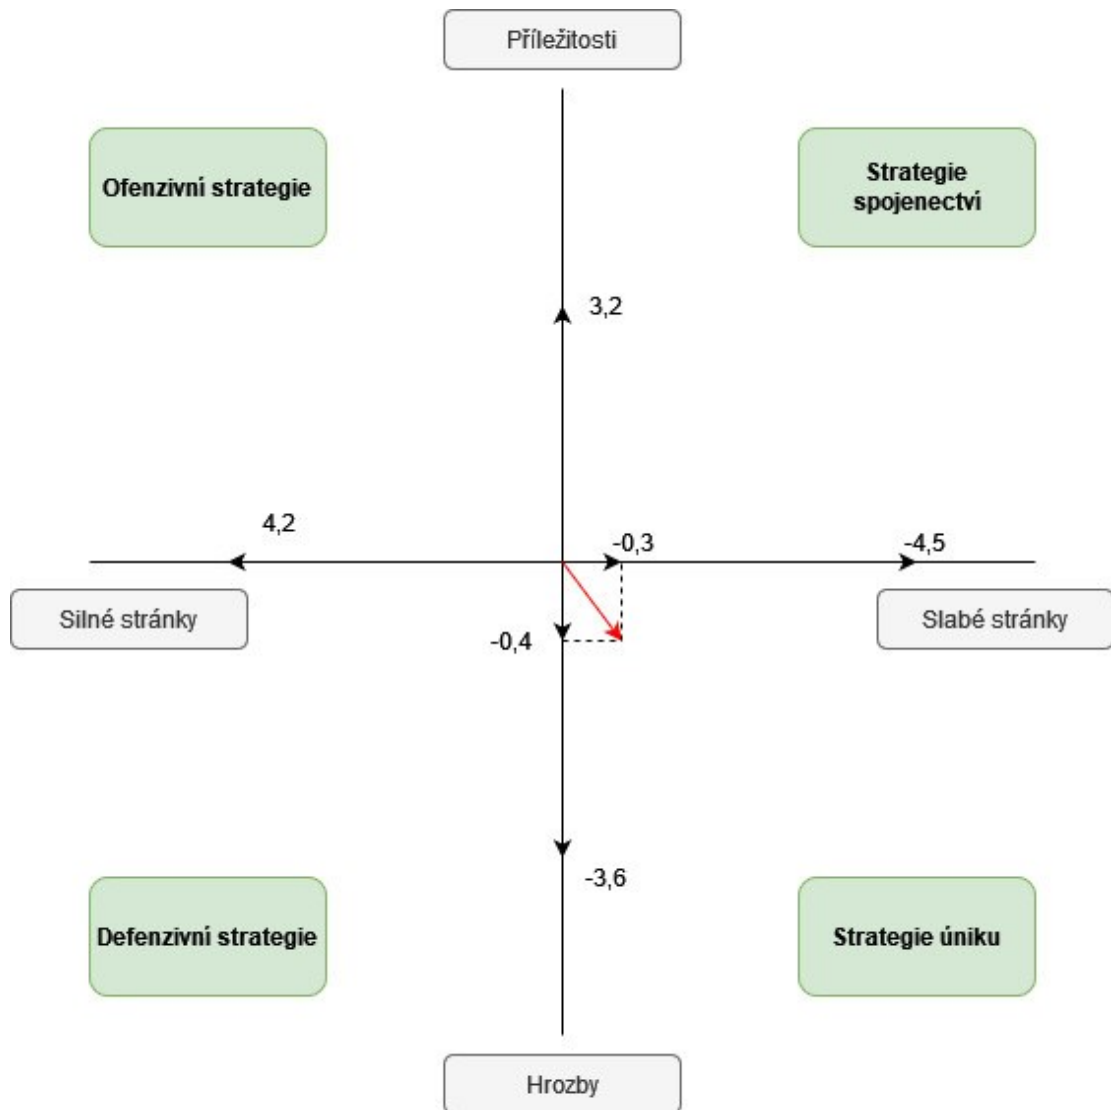 Příležitosti
Ofenzivní strategie
Strategie
spojenectví
3,2
4,2
-0,3
-4,5
Silné stránky
Slabé stránky
-0,4
-3,6
Defenzivní strategie
Strategie úniku
Hrozby